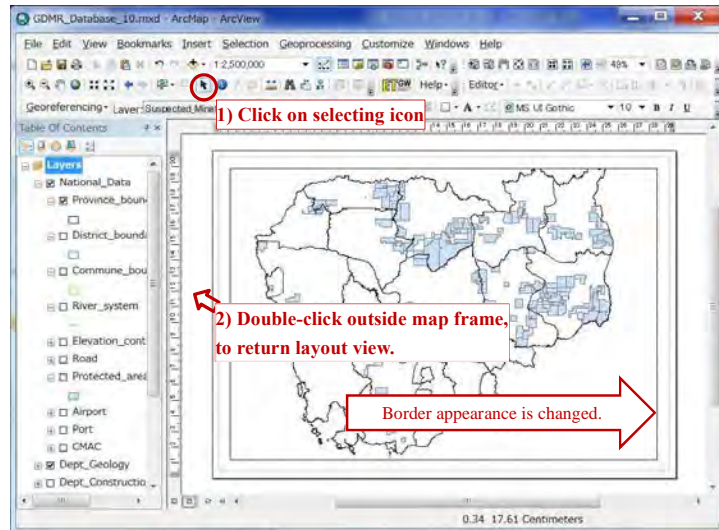 GDMR_Database_10.mxd - ArcMap - ArcView
File Edit View Bookmarks Insert Selection Geoprocessing Customize Windows Help
1:2,500,000
49%
Help- Editor-
Georeferencing- Layer: Suspected_Mine
MS UI Gothic 10 B I U
1) Click on selecting icon
Table Of Contents
Layers
National_Data
Province_boun
District_bounda
Commune_bou
River_system
2) Double-click outside map frame,
to return layout view.
Elevation_cont
Road
Protected_area
Border appearance is changed.
Airport
Port
CMAC
Dept_Geology
Dept_Constructio
0.34 17.61 Centimeters